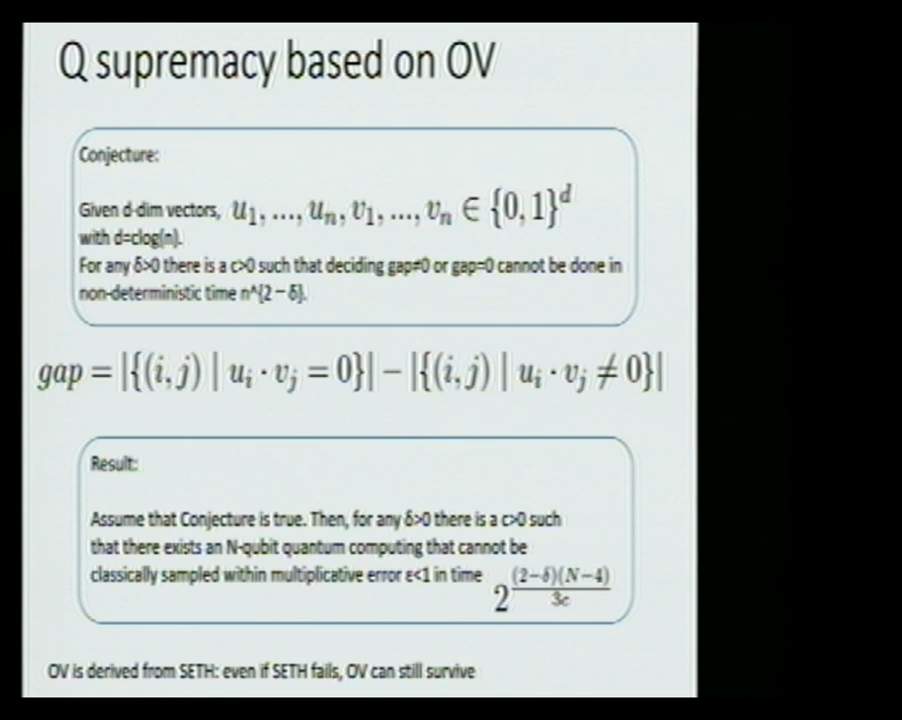 Q supremacy based on OV
Conjecture:
Given d-dim vectors, u₁, ..., uₙ, v₁, ..., vₙ ∈ {0, 1}ᵈ
with d=clog(n).
For any δ>0 there is a c>0 such that deciding gap≠0 or gap=0 cannot be done in
non-deterministic time n^{2 – δ}.
gap = |{(i, j) | uᵢ · vⱼ = 0}| − |{(i, j) | uᵢ · vⱼ ≠ 0}|
Result:
Assume that Conjecture is true. Then, for any δ>0 there is a c>0 such
that there exists an N-qubit quantum computing that cannot be
classically sampled within multiplicative error ε<1 in time 2^{\frac{(2−δ)(N−4)}{3c}}
OV is derived from SETH: even if SETH fails, OV can still survive